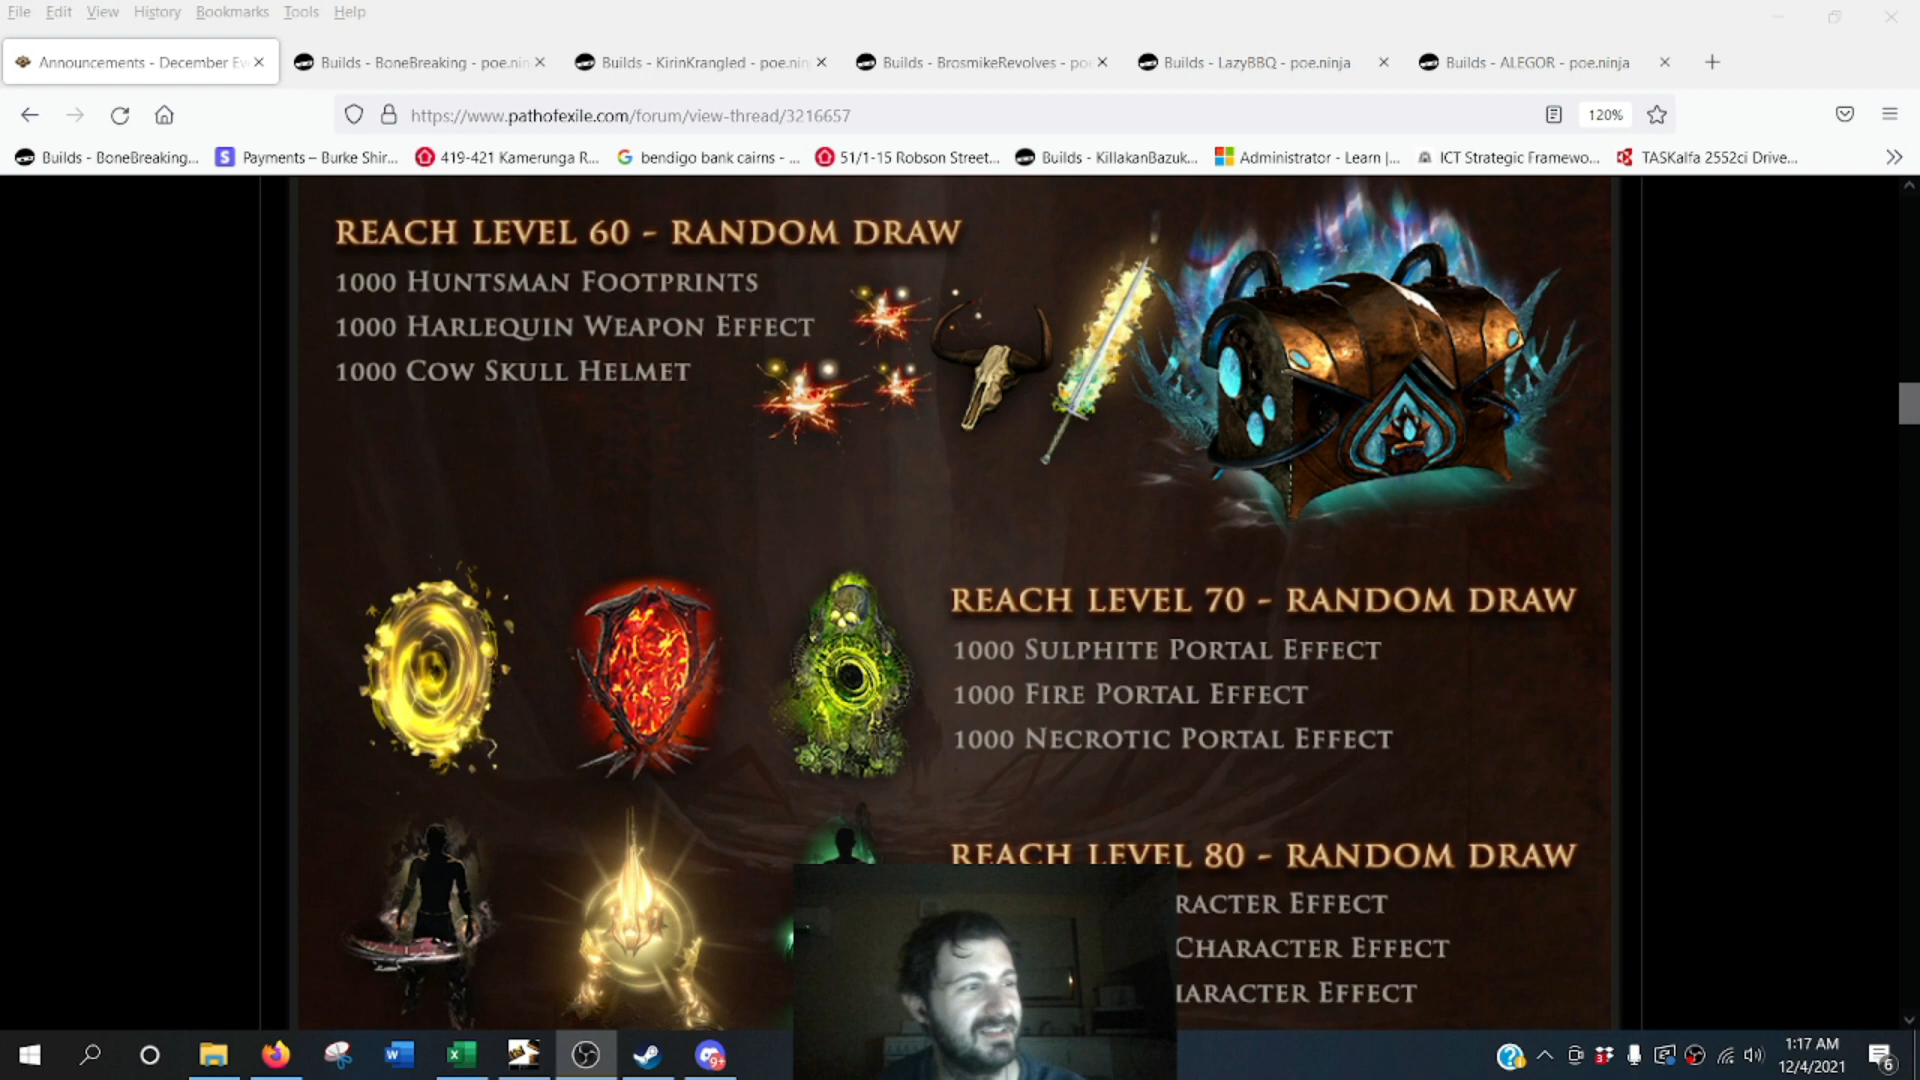 File Edit View History Bookmarks Tools Help
Announcements - December Ev
Builds - BoneBreaking - poe.nin
Builds - KirinKrangled - poe.nin
Builds - BrosmikeRevolves - poe
Builds - LazyBBQ - poe.ninja
Builds - ALEGOR - poe.ninja
https://www.pathofexile.com/forum/view-thread/3216657
120%
Builds - BoneBreaking...
Payments – Burke Shir...
419-421 Kamerunga R...
bendigo bank cairns - ...
51/1-15 Robson Street...
Builds - KillakanBazuk...
Administrator - Learn |...
ICT Strategic Framewo...
TASKalfa 2552ci Drive...
REACH LEVEL 60 - RANDOM DRAW
1000 HUNTSMAN FOOTPRINTS
1000 HARLEQUIN WEAPON EFFECT
1000 COW SKULL HELMET
REACH LEVEL 70 - RANDOM DRAW
1000 SULPHITE PORTAL EFFECT
1000 FIRE PORTAL EFFECT
1000 NECROTIC PORTAL EFFECT
REACH LEVEL 80 - RANDOM DRAW
RACTER EFFECT
CHARACTER EFFECT
HARACTER EFFECT
9+
1:17 AM
12/4/2021
6